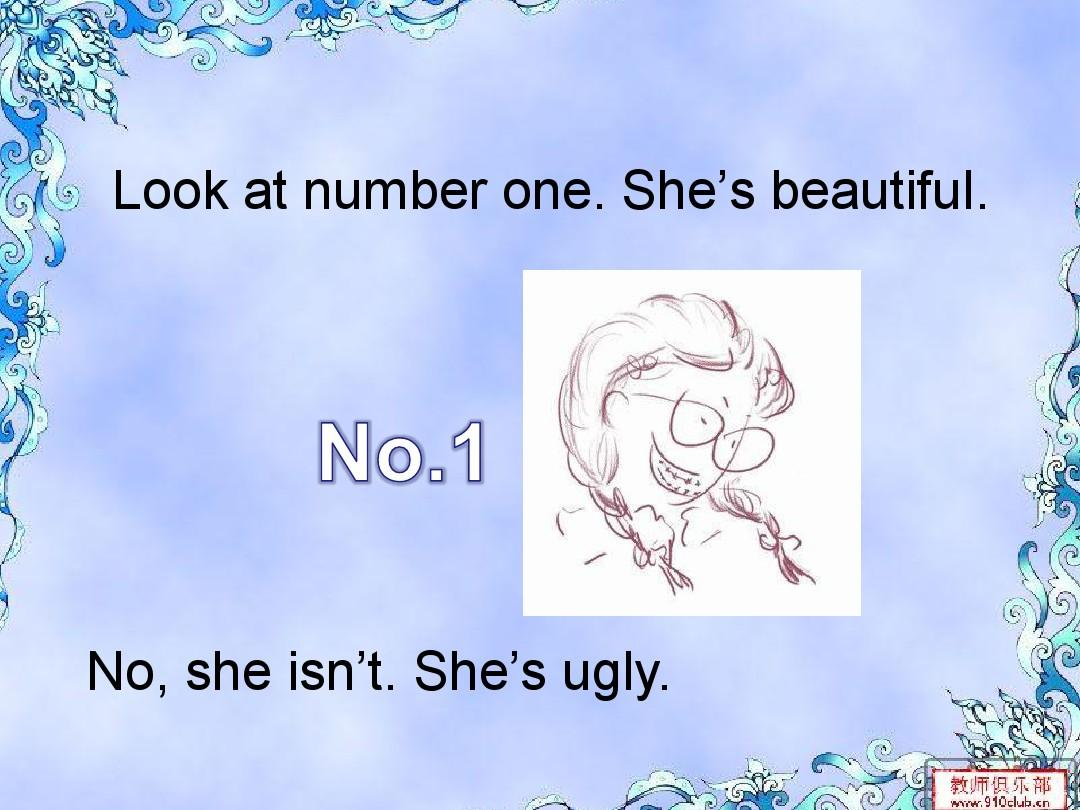 Look at number one. She’s beautiful.
No.1
No, she isn’t. She’s ugly.
教师俱乐部
www.910club.cn